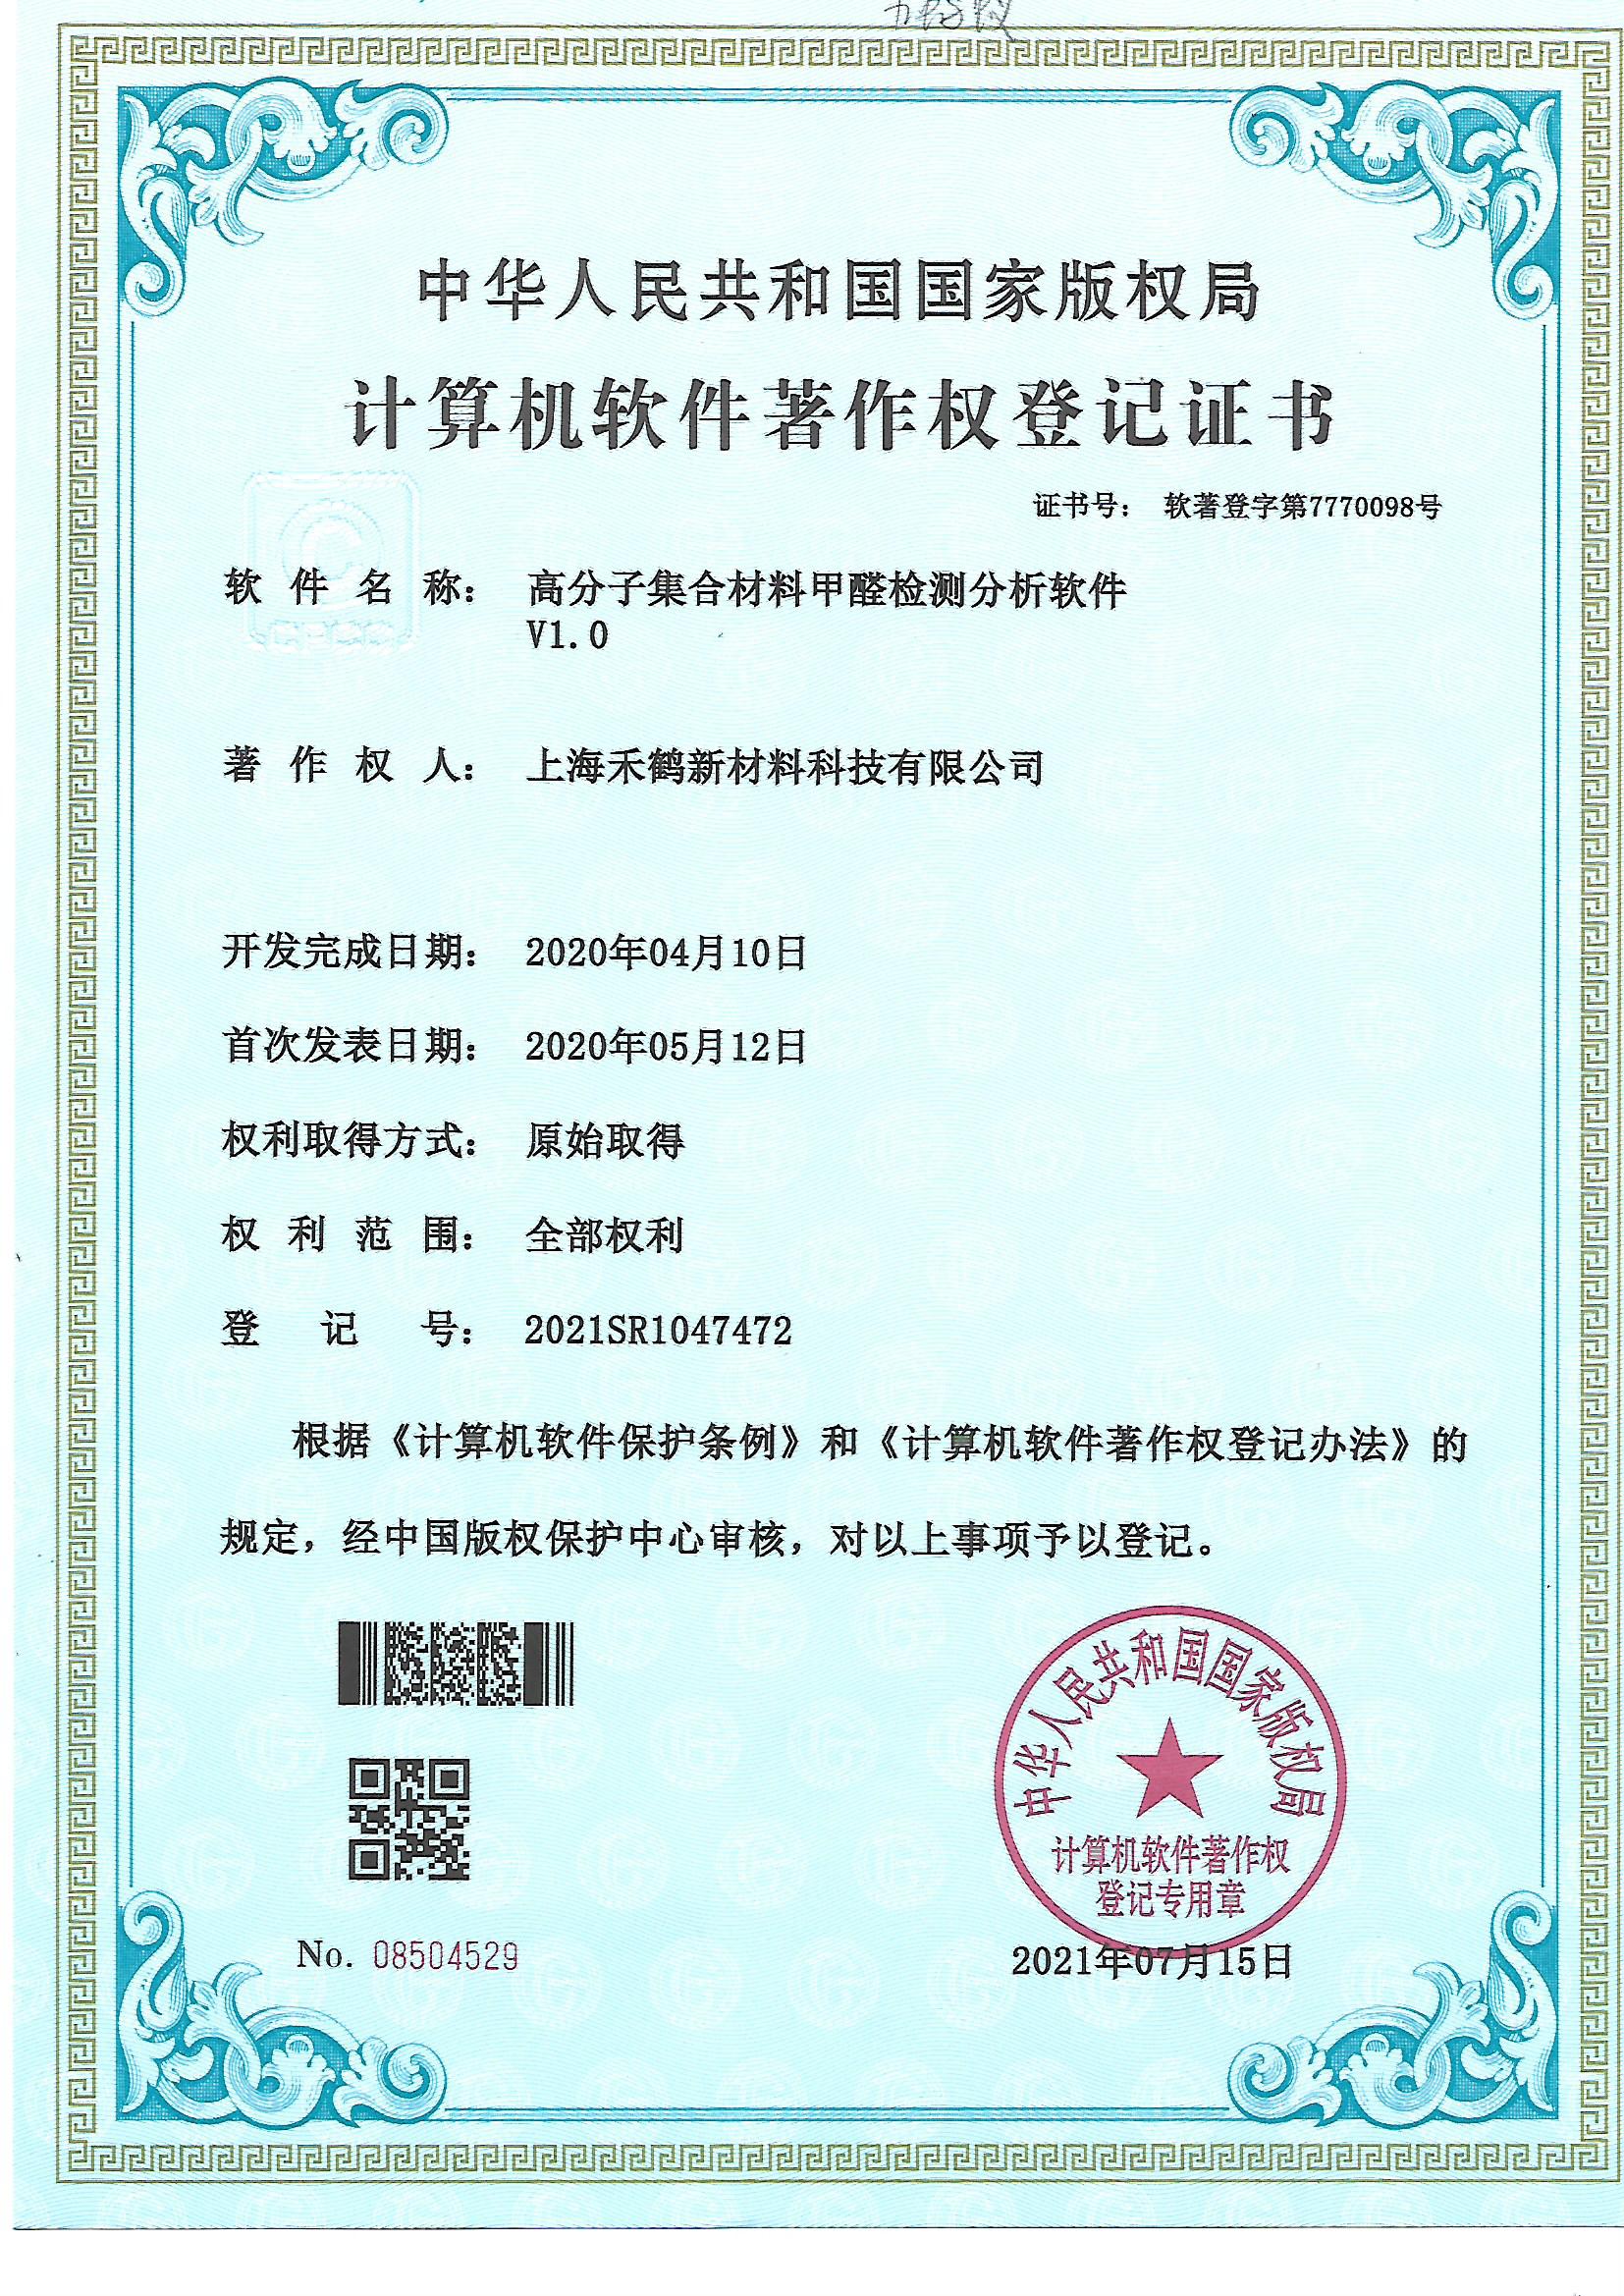 中华人民共和国国家版权局
计算机软件著作权登记证书
证书号： 软著登字第7770098号
软件名称： 高分子集合材料甲醛检测分析软件
V1.0
著作权人： 上海禾鹤新材料科技有限公司
开发完成日期： 2020年04月10日
首次发表日期： 2020年05月12日
权利取得方式： 原始取得
权利范围： 全部权利
登记号： 2021SR1047472
根据《计算机软件保护条例》和《计算机软件著作权登记办法》的
规定，经中国版权保护中心审核，对以上事项予以登记。
中华人民共和国国家版权局
计算机软件著作权
登记专用章
No. 08504529
2021年07月15日